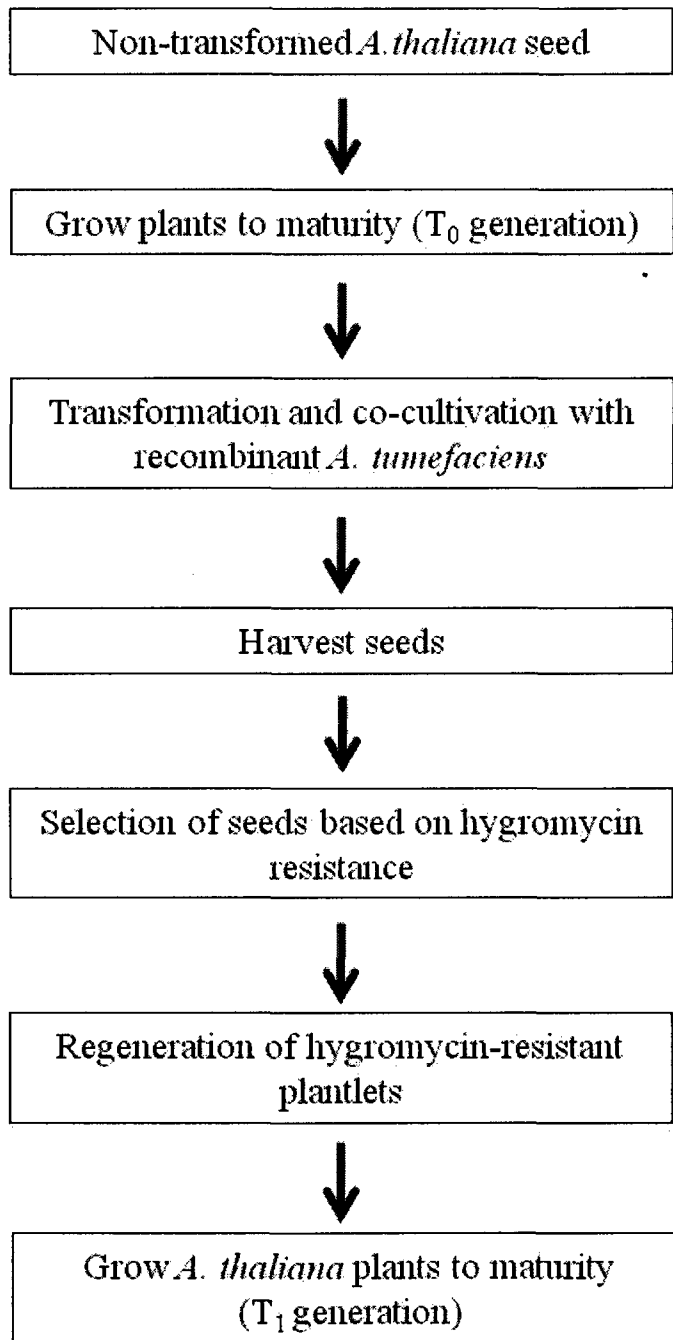 Non-transformed A. thaliana seed
Grow plants to maturity (T₀ generation)
Transformation and co-cultivation with
recombinant A. tumefaciens
Harvest seeds
Selection of seeds based on hygromycin
resistance
Regeneration of hygromycin-resistant
plantlets
Grow A. thaliana plants to maturity
(T₁ generation)